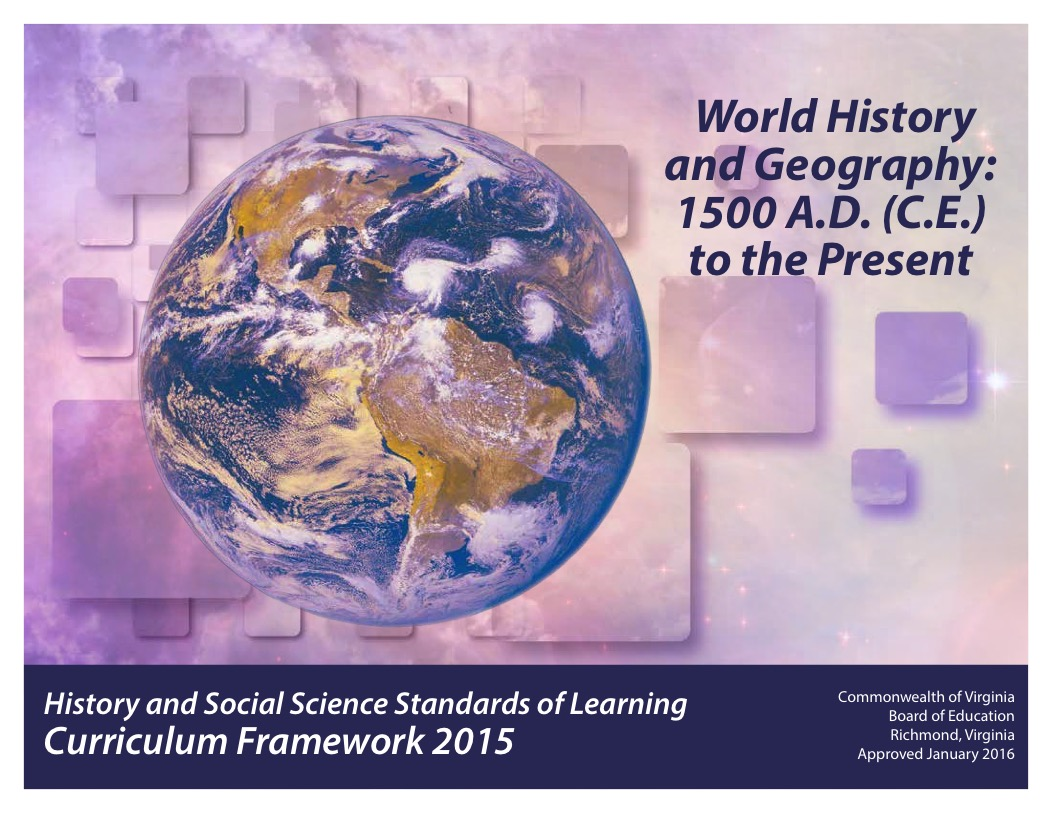 World History
and Geography:
1500 A.D. (C.E.)
to the Present
History and Social Science Standards of Learning
Curriculum Framework 2015
Commonwealth of Virginia
Board of Education
Richmond, Virginia
Approved January 2016